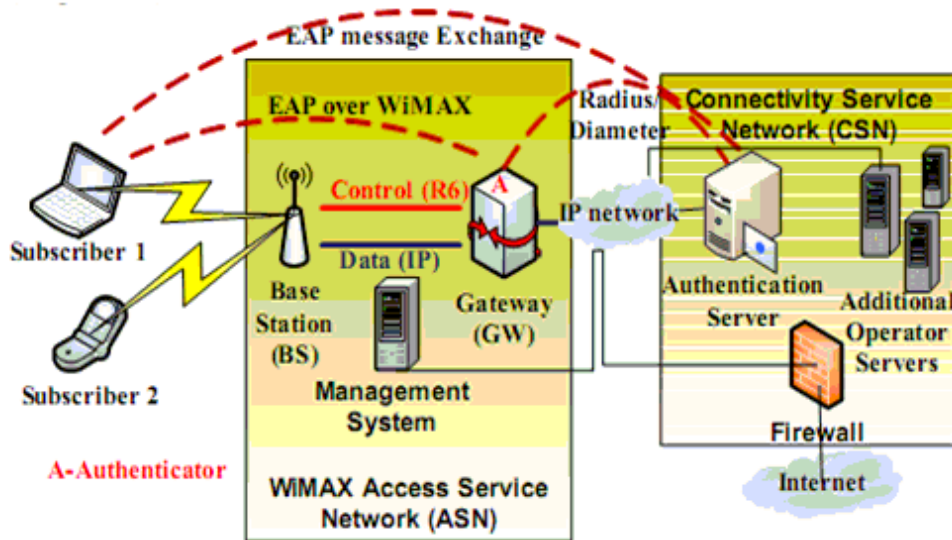 EAP message Exchange
EAP over WiMAX
Radius/
Diameter
Connectivity Service
Network (CSN)
A
Control (R6)
IP network
Subscriber 1
Data (IP)
Base
Station
(BS)
Gateway
(GW)
Authentication
Server
Additional
Operator
Servers
Subscriber 2
Management
System
Firewall
A-Authenticator
Internet
WiMAX Access Service
Network (ASN)